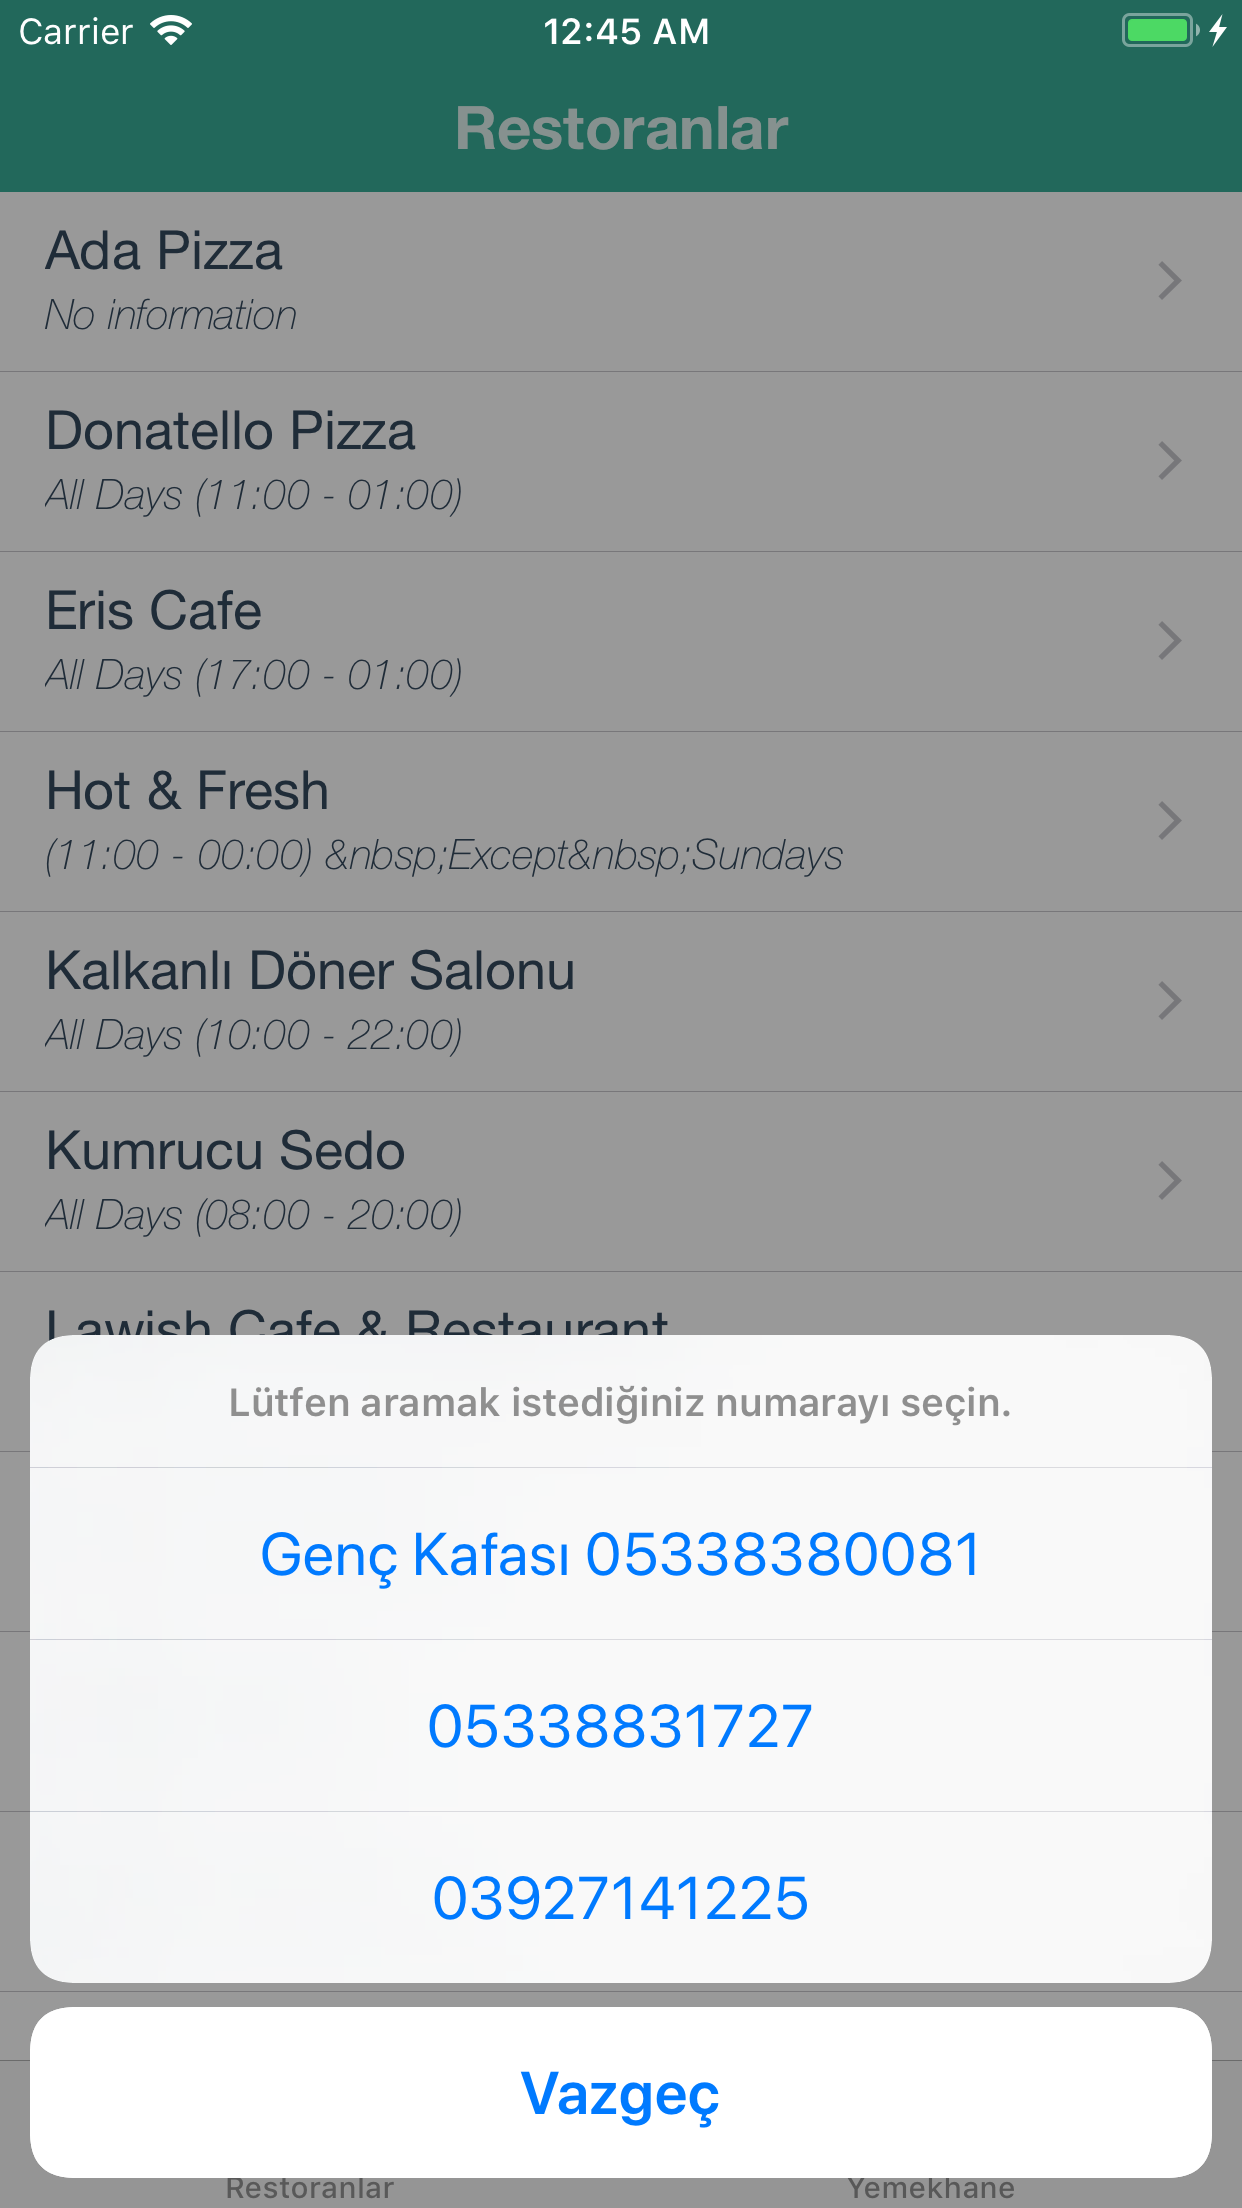 Carrier 12:45 AM
Restoranlar
Ada Pizza
No information
Donatello Pizza
All Days (11:00 - 01:00)
Eris Cafe
All Days (17:00 - 01:00)
Hot & Fresh
(11:00 - 00:00) &nbsp;Except&nbsp;Sundays
Kalkanlı Döner Salonu
All Days (10:00 - 22:00)
Kumrucu Sedo
All Days (08:00 - 20:00)
Lawish Cafe & Restaurant
Lütfen aramak istediğiniz numarayı seçin.
Genç Kafası 05338380081
05338831727
03927141225
Vazgeç
Restoranlar Yemekhane